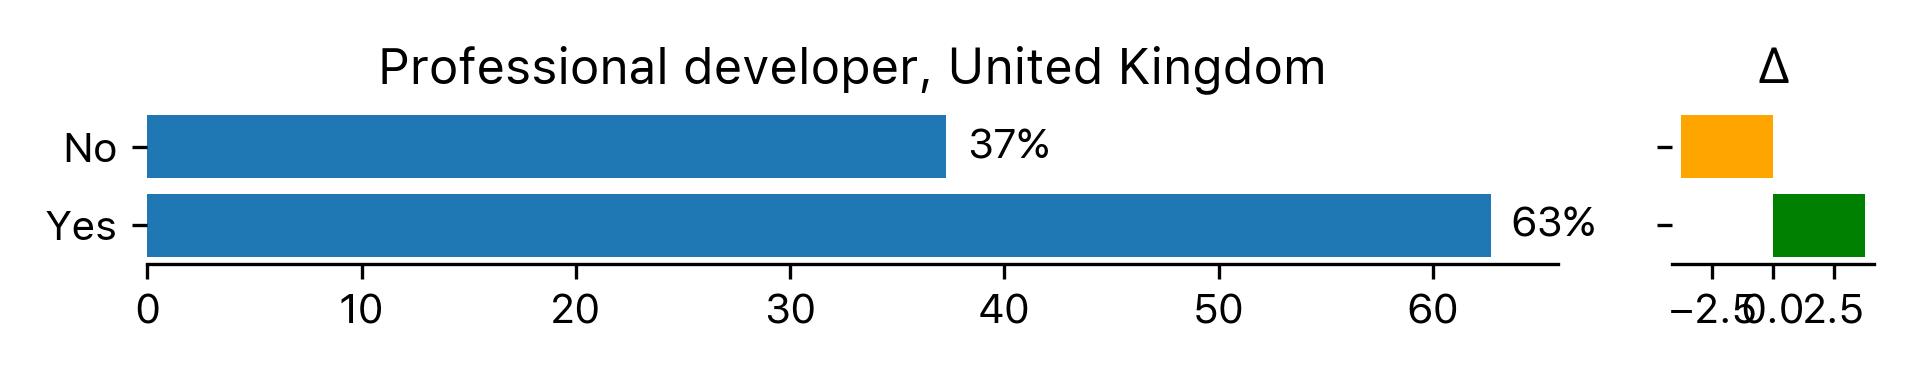 Professional developer, United Kingdom
Δ
No
37%
Yes
63%
0 10 20 30 40 50 60
−2.5 0.0 2.5